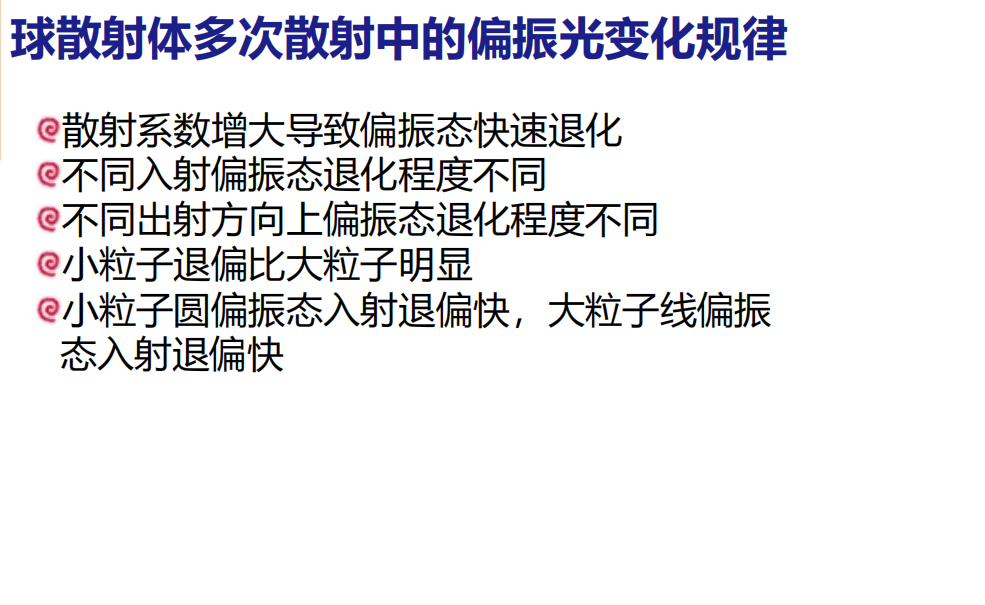 球散射体多次散射中的偏振光变化规律
散射系数增大导致偏振态快速退化
不同入射偏振态退化程度不同
不同出射方向上偏振态退化程度不同
小粒子退偏比大粒子明显
小粒子圆偏振态入射退偏快，大粒子线偏振
态入射退偏快